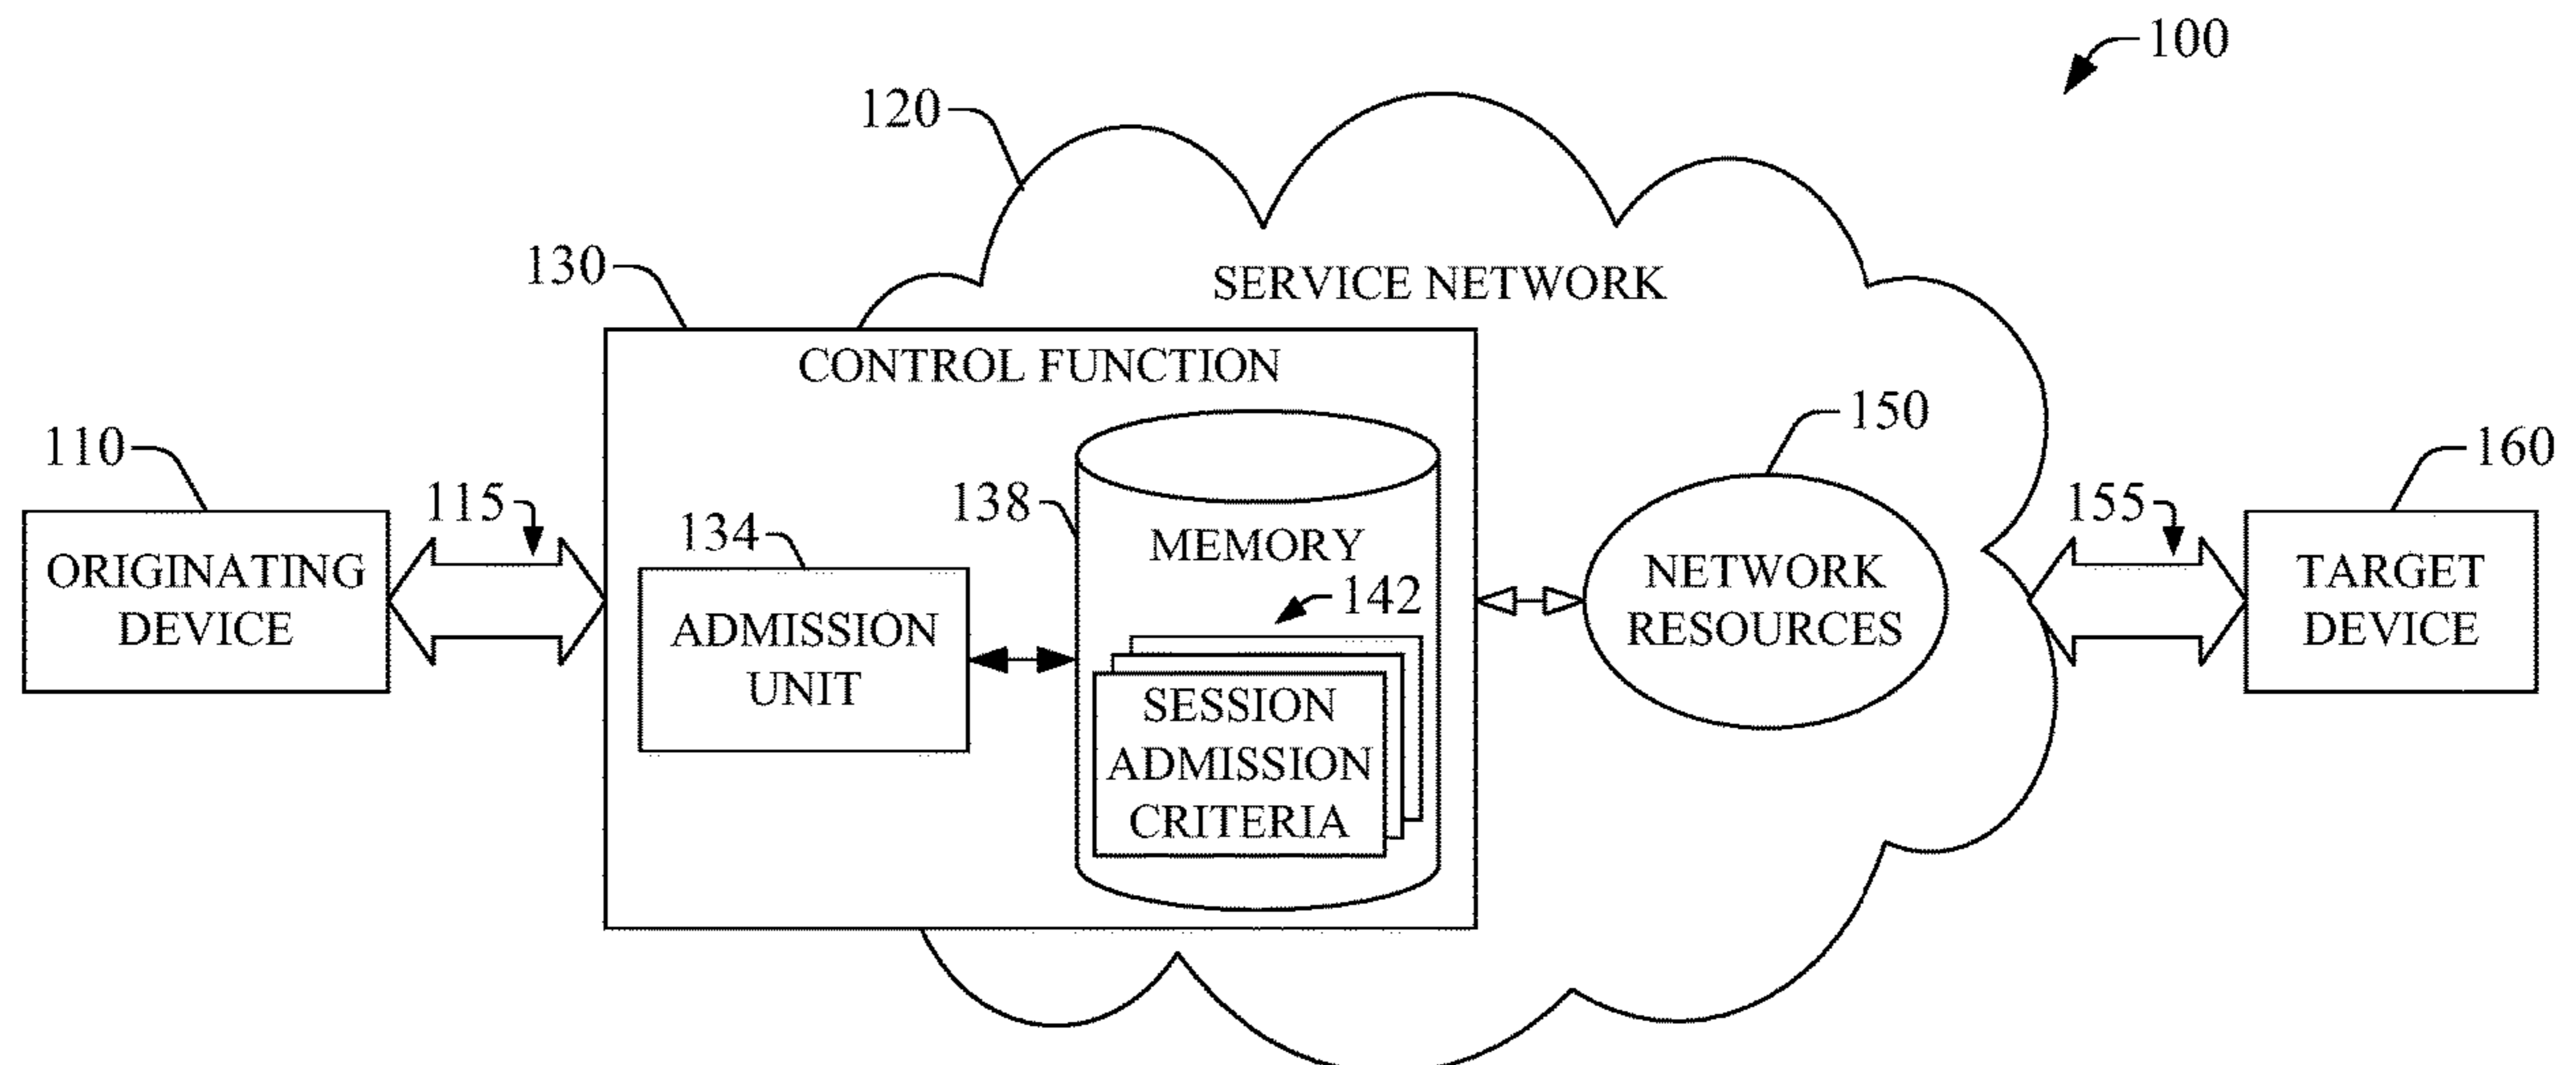 100
120
130
SERVICE NETWORK
CONTROL FUNCTION
110
150
160
115
138
155
134
MEMORY
ORIGINATING
DEVICE
NETWORK
RESOURCES
TARGET
DEVICE
142
ADMISSION
UNIT
SESSION
ADMISSION
CRITERIA